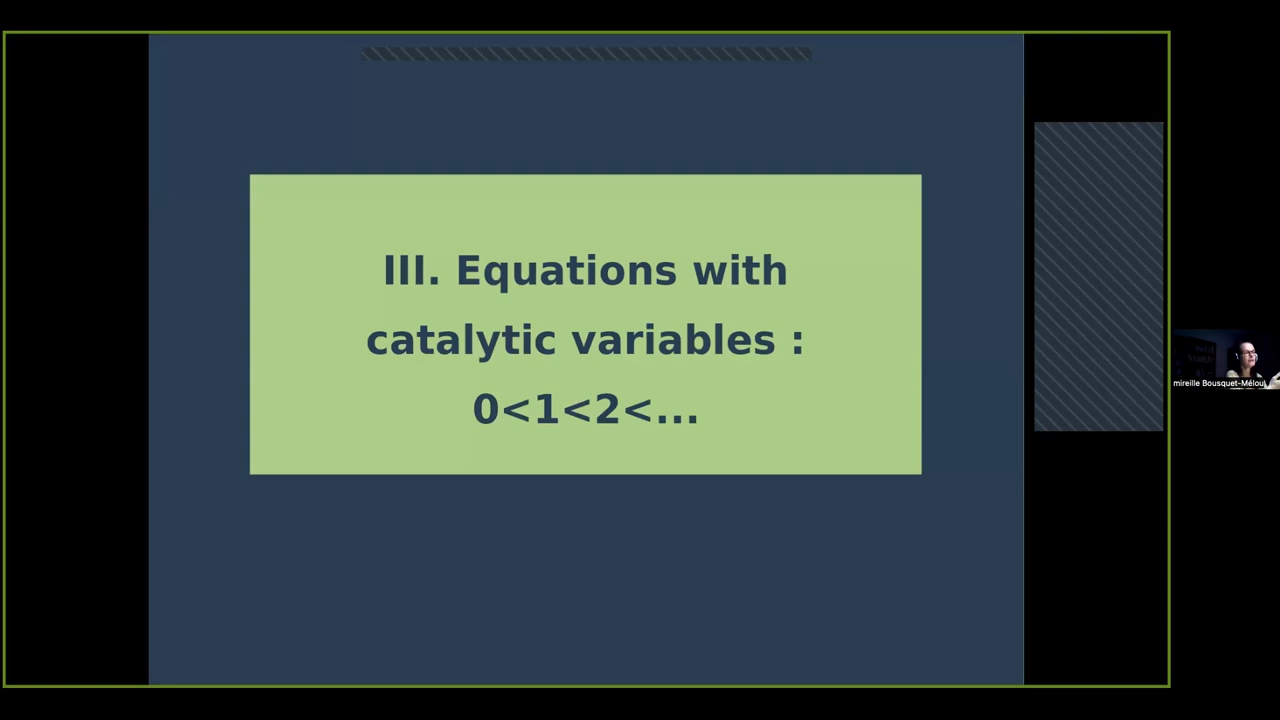 III. Equations with
catalytic variables :
0<1<2<...
mireille Bousquet-Mélou